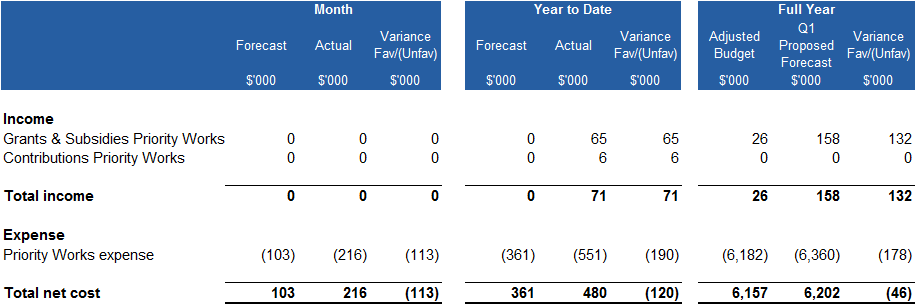 Month Year to Date Full Year
Forecast Actual Variance Fav/(Unfav) Forecast Actual Variance Fav/(Unfav) Adjusted Budget Q1 Proposed Forecast Variance Fav/(Unfav)
$'000 $'000 $'000 $'000 $'000 $'000 $'000 $'000 $'000
Income
Grants & Subsidies Priority Works 0 0 0 0 65 65 26 158 132
Contributions Priority Works 0 0 0 0 6 6 0 0 0
Total income 0 0 0 0 71 71 26 158 132
Expense
Priority Works expense (103) (216) (113) (361) (551) (190) (6,182) (6,360) (178)
Total net cost 103 216 (113) 361 480 (120) 6,157 6,202 (46)